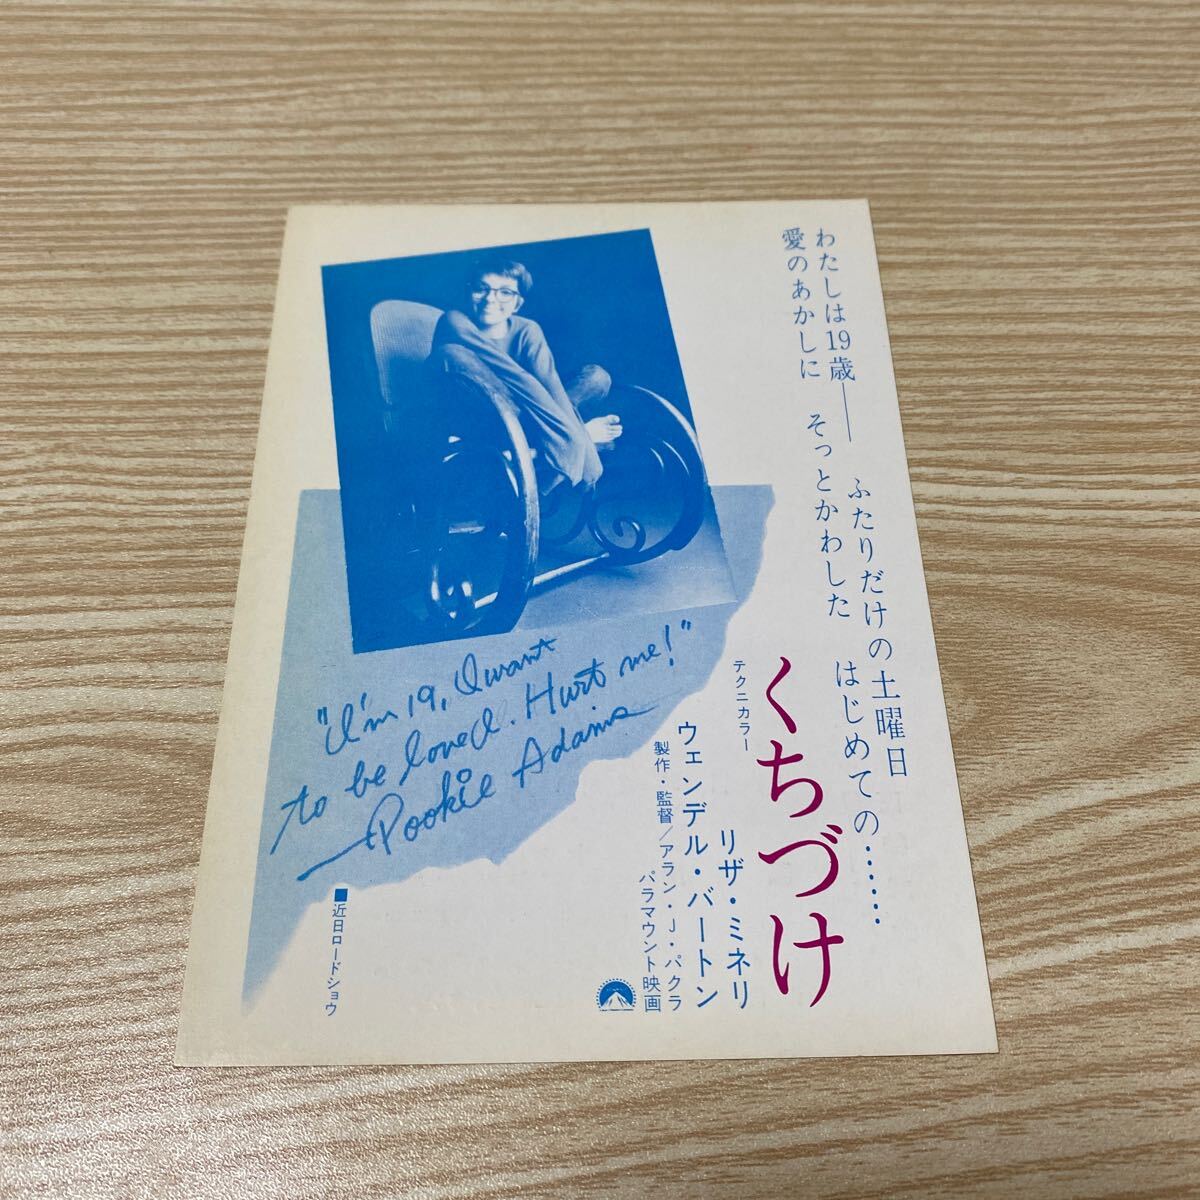 わたしは19歳── ふたりだけの土曜日
愛のあかしに そっとかわした はじめての……
くちづけ
テクニカラー
リザ・ミネリ
ウェンデル・バートン
製作・監督/アラン・J・パクラ
パラマウント映画
"I'm 19, I want
to be loved. Hurt me!"
—Pookie Adams
■近日ロードショウ